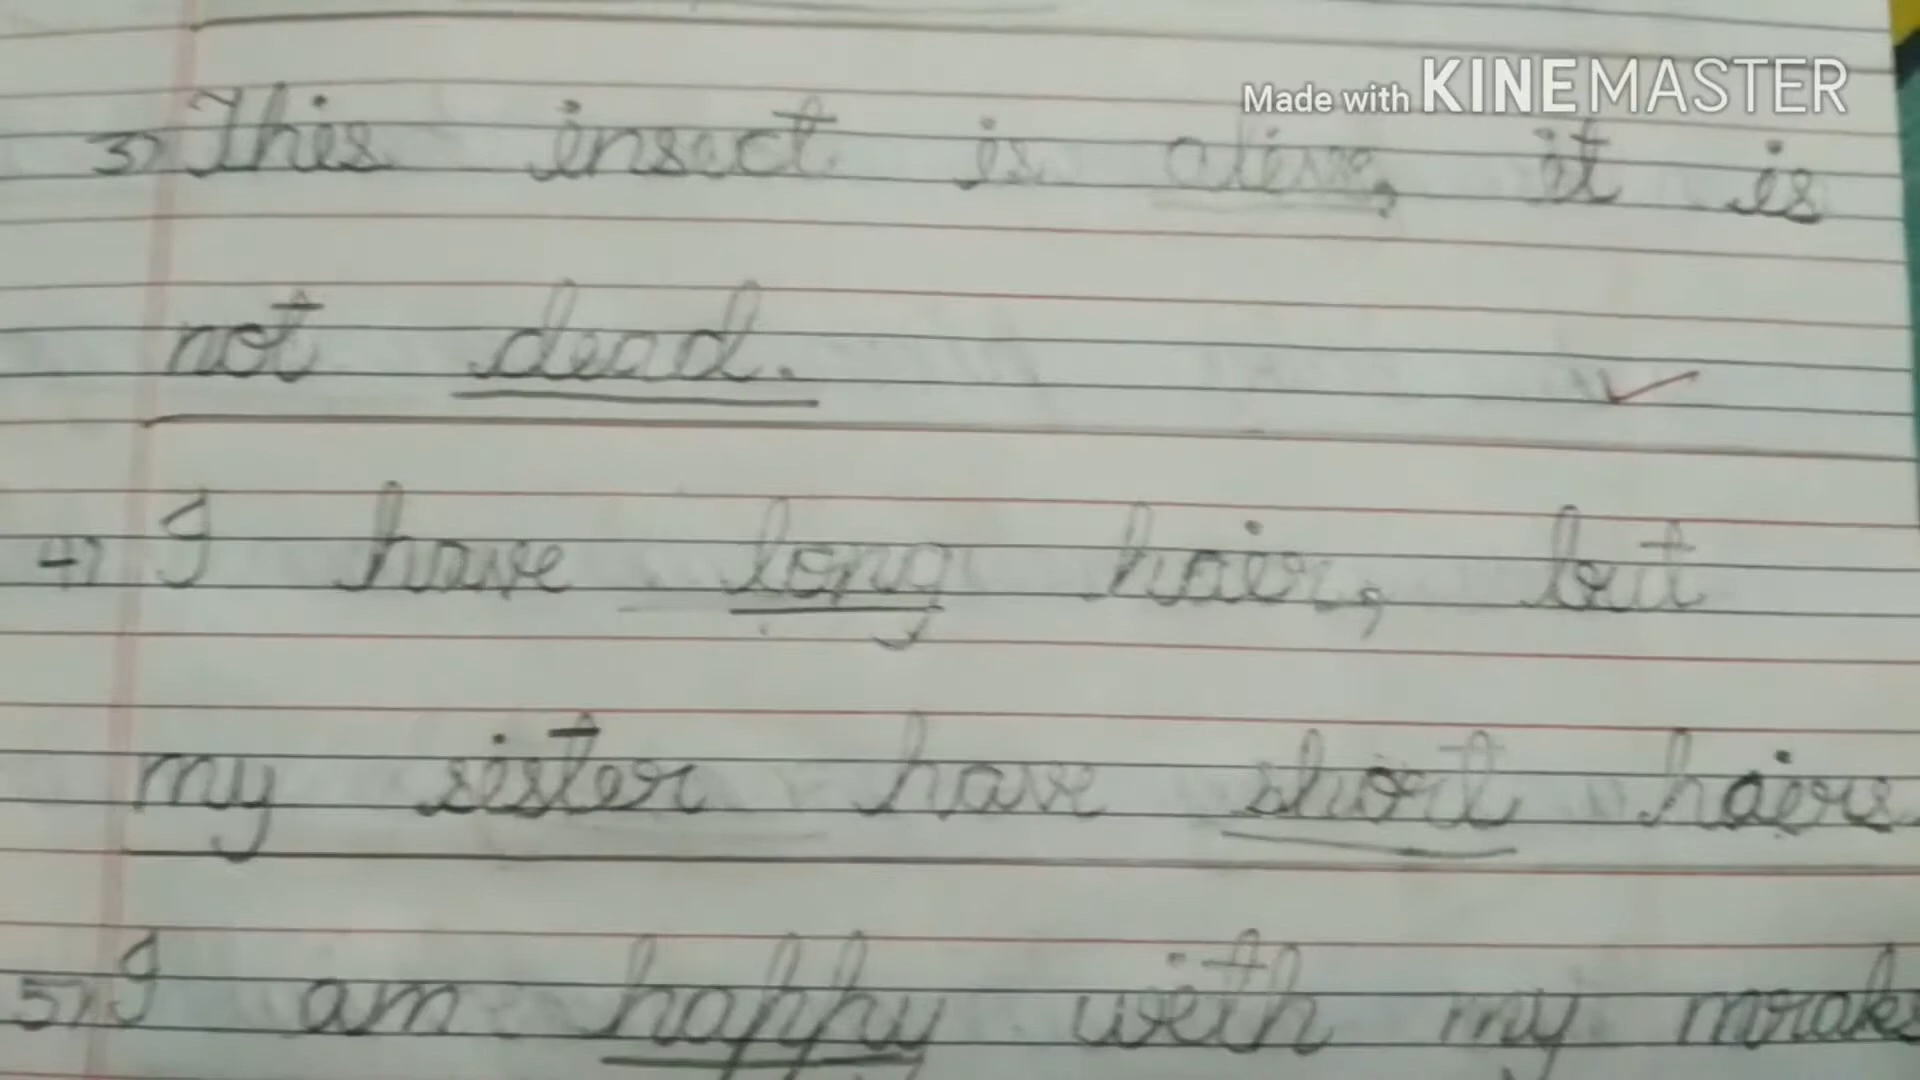 Made with KINEMASTER
3) This insect is alive, it is
not dead.
4) I have long hair, but
my sister have short hairs.
5) I am happy with my